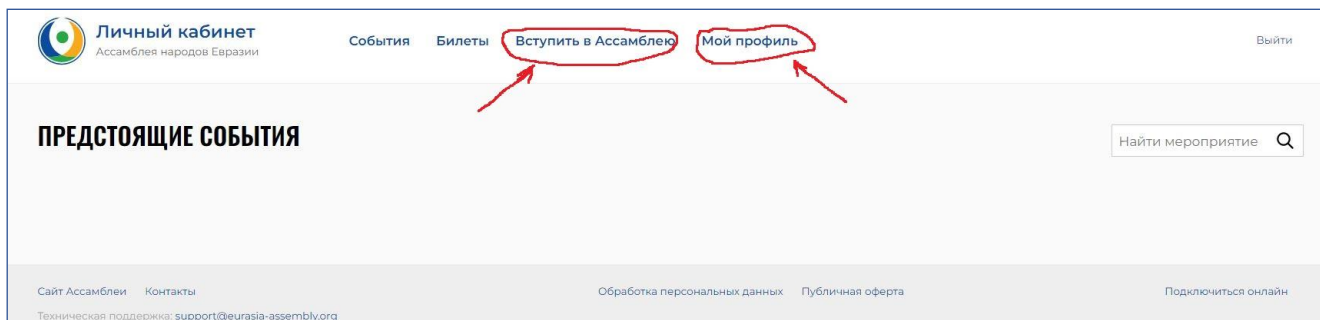 Личный кабинет
Ассамблея народов Евразии
События Билеты Вступить в Ассамблею Мой профиль
Выйти
ПРЕДСТОЯЩИЕ СОБЫТИЯ
Найти мероприятие
Сайт Ассамблеи Контакты
Обработка персональных данных Публичная оферта
Подключиться онлайн
Техническая поддержка: support@eurasia-assembly.org